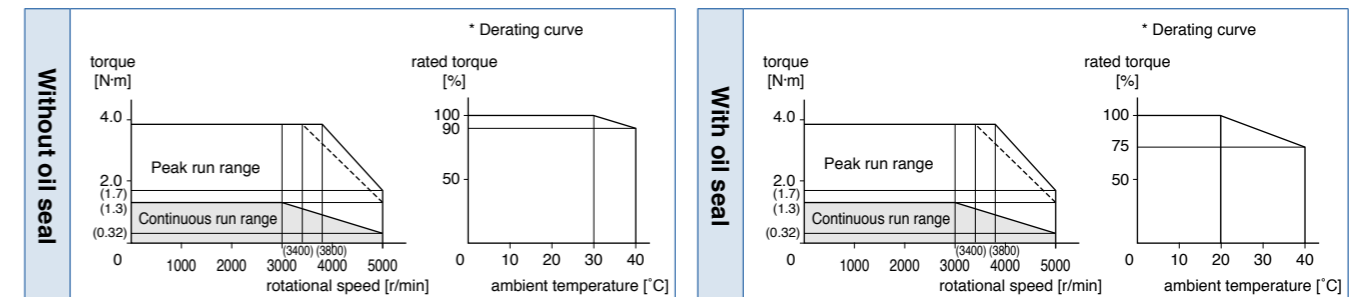 Without oil seal
* Derating curve
torque
[N·m]
4.0
2.0
(1.7)
(1.3)
(0.32)
0
Peak run range
Continuous run range
(3400) (3800)
1000 2000 3000 4000 5000
rotational speed [r/min]
rated torque
[%]
100
90
50
0 10 20 30 40
ambient temperature [˚C]
With oil seal
* Derating curve
torque
[N·m]
4.0
2.0
(1.7)
(1.3)
(0.32)
0
Peak run range
Continuous run range
(3400) (3800)
1000 2000 3000 4000 5000
rotational speed [r/min]
rated torque
[%]
100
75
50
0 10 20 30 40
ambient temperature [˚C]